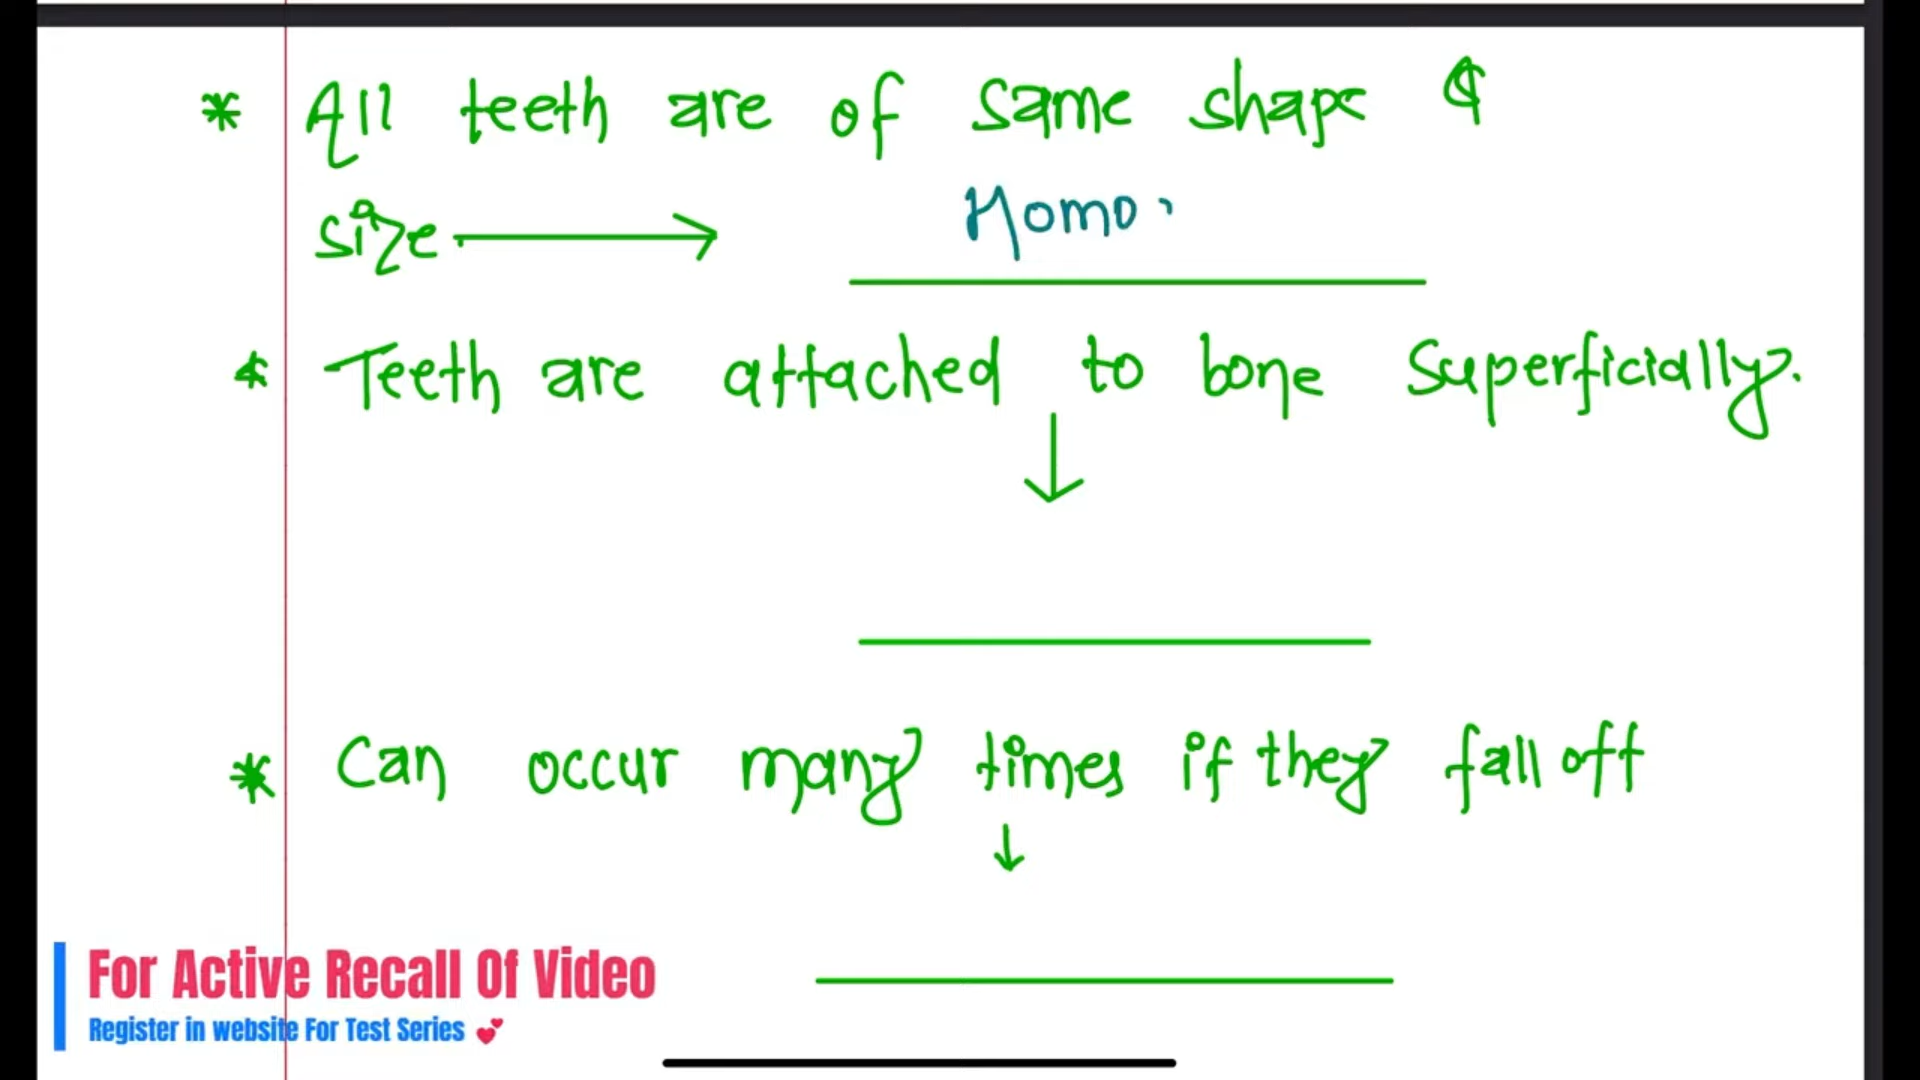 * All teeth are of same shape &
size. → Homo.
* Teeth are attached to bone superficially.
↓
* Can occur many times if they fall off
↓
For Active Recall Of Video
Register in website For Test Series 💕